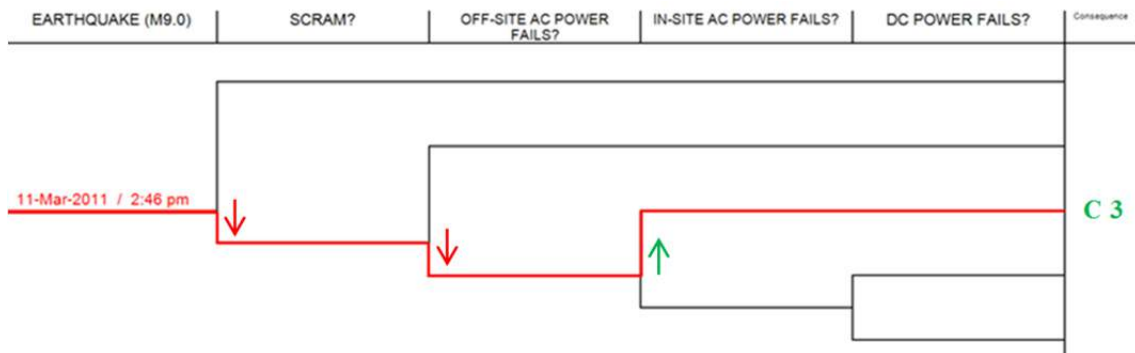 EARTHQUAKE (M9.0)
SCRAM?
OFF-SITE AC POWER
FAILS?
IN-SITE AC POWER FAILS?
DC POWER FAILS?
Consequence
11-Mar-2011 / 2:46 pm
C 3